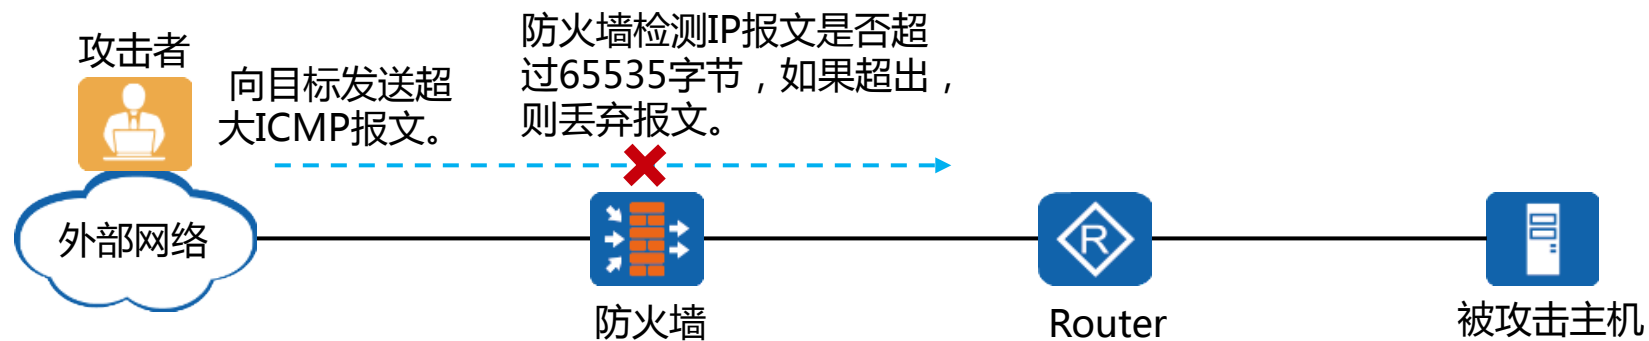 攻击者
向目标发送超
大ICMP报文。
防火墙检测IP报文是否超
过65535字节，如果超出，
则丢弃报文。
外部网络
防火墙
R
Router
被攻击主机